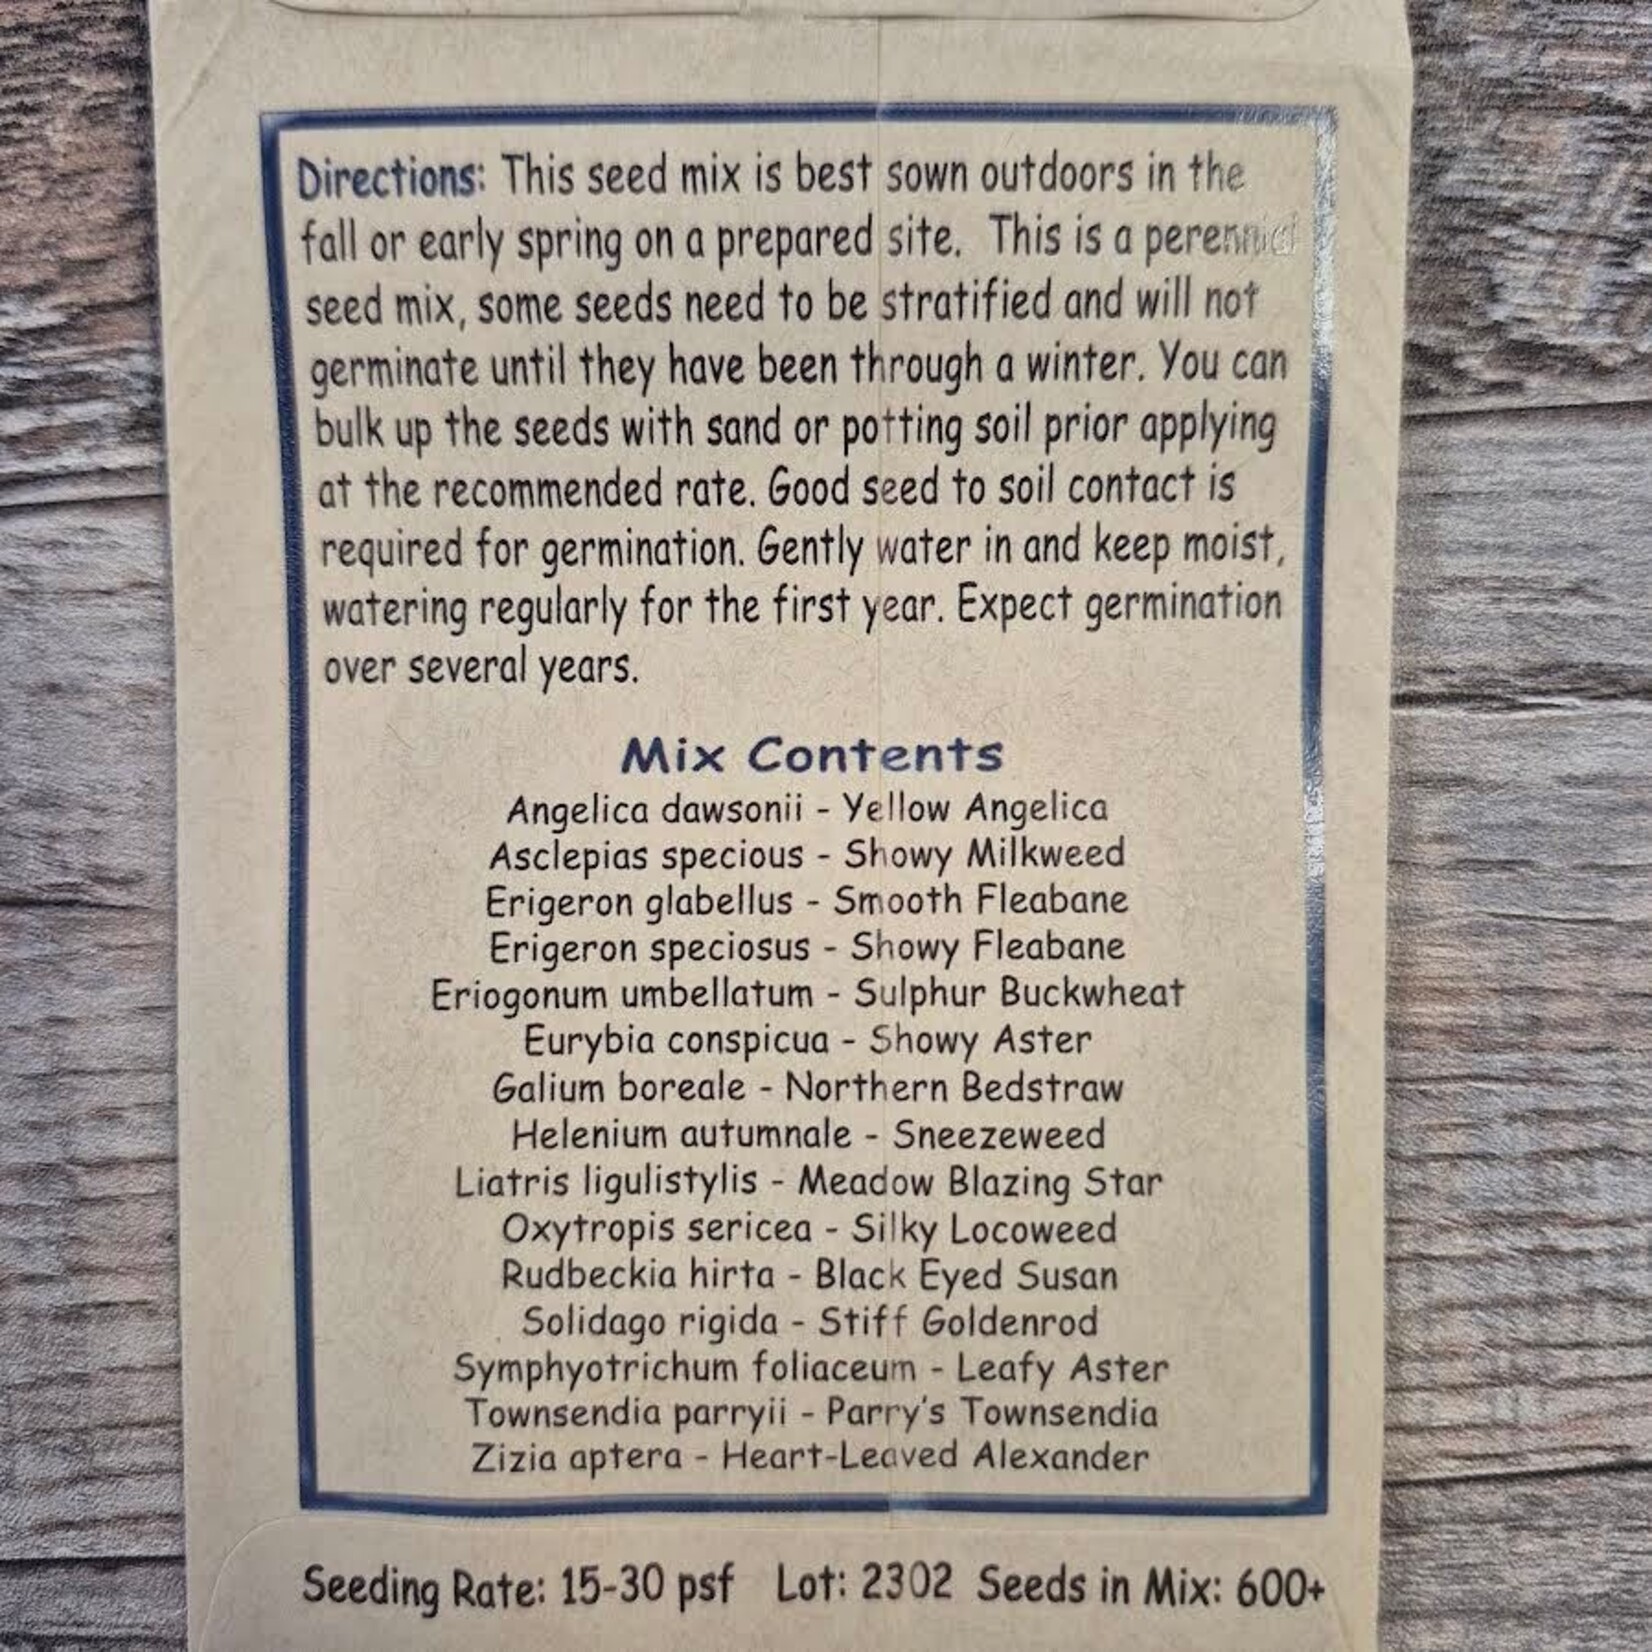 Directions: This seed mix is best sown outdoors in the
fall or early spring on a prepared site. This is a perennial
seed mix, some seeds need to be stratified and will not
germinate until they have been through a winter. You can
bulk up the seeds with sand or potting soil prior applying
at the recommended rate. Good seed to soil contact is
required for germination. Gently water in and keep moist,
watering regularly for the first year. Expect germination
over several years.
Mix Contents
Angelica dawsonii - Yellow Angelica
Asclepias specious - Showy Milkweed
Erigeron glabellus - Smooth Fleabane
Erigeron speciosus - Showy Fleabane
Eriogonum umbellatum - Sulphur Buckwheat
Eurybia conspicua - Showy Aster
Galium boreale - Northern Bedstraw
Helenium autumnale - Sneezeweed
Liatris ligulistylis - Meadow Blazing Star
Oxytropis sericea - Silky Locoweed
Rudbeckia hirta - Black Eyed Susan
Solidago rigida - Stiff Goldenrod
Symphyotrichum foliaceum - Leafy Aster
Townsendia parryii - Parry's Townsendia
Zizia aptera - Heart-Leaved Alexander
Seeding Rate: 15-30 psf Lot: 2302 Seeds in Mix: 600+